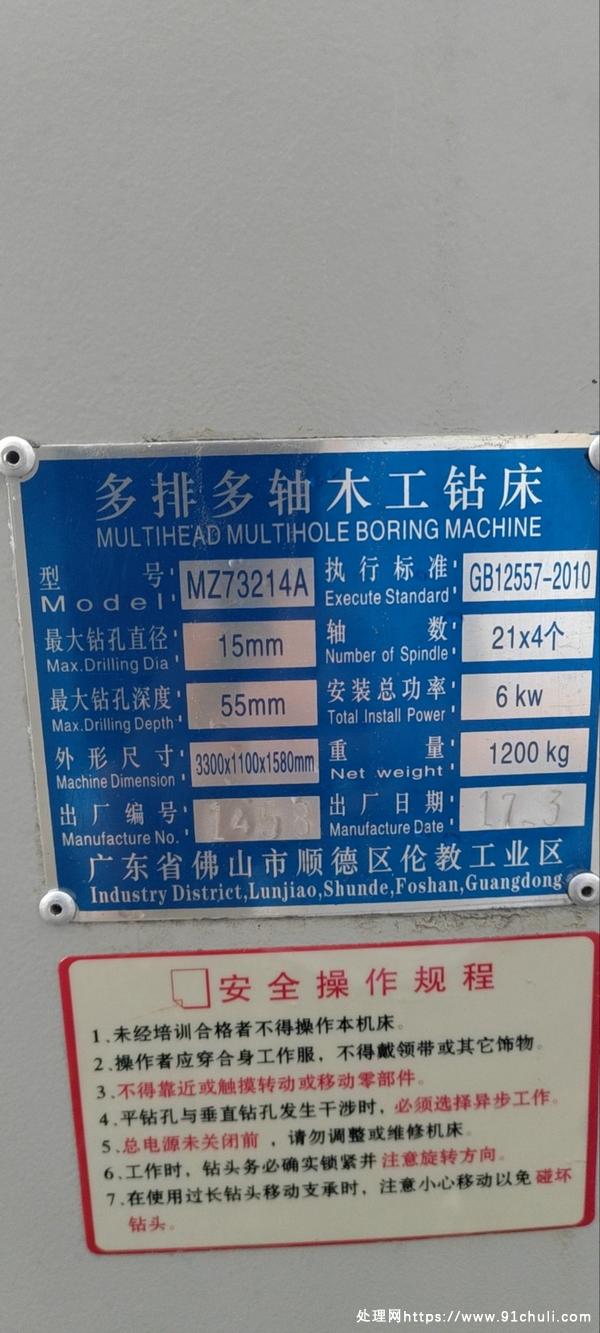 多排多轴木工钻床
MULTIHEAD MULTIHOLE BORING MACHINE
型号: MZ73214A 执行标准: GB12557-2010
Model Execute Standard
最大钻孔直径: 15mm 轴数: 21x4个
Max.Drilling Dia Number of Spindle
最大钻孔深度: 55mm 安装总功率: 6 kw
Max.Drilling Depth Total Install Power
外形尺寸: 3300x1100x1580mm 重量: 1200 kg
Machine Dimension Net weight
出厂编号: 1458 出厂日期: 17.3
Manufacture No. Manufacture Date
广东省佛山市顺德区伦教工业区
Industry District,Lunjiao,Shunde,Foshan,Guangdong
安全操作规程
1.未经培训合格者不得操作本机床。
2.操作者应穿合身工作服，不得戴领带或其它饰物。
3.不得靠近或触摸转动或移动零部件。
4.平钻孔与垂直钻孔发生干涉时，必须选择异步工作。
5.总电源未关闭前，请勿调整或维修机床。
6.工作时，钻头务必确实锁紧并注意旋转方向。
7.在使用过长钻头移动支承时，注意小心移动以免碰坏
钻头。
处理网https://www.91chuli.com